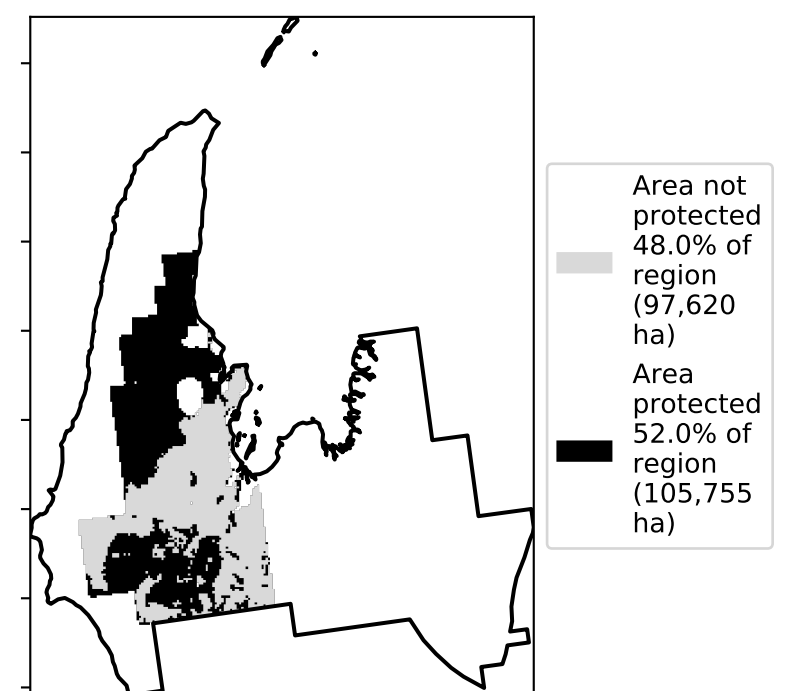 Area not
protected
48.0% of
region
(97,620
ha)
Area
protected
52.0% of
region
(105,755
ha)